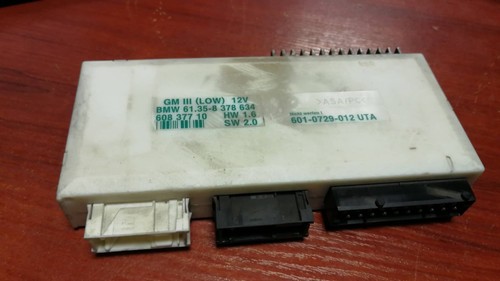 GM III (LOW) 12V
BMW 61.35-8 378 634
608 377 10 HW 1.6
SW 2.0
601-0729-012 UTA